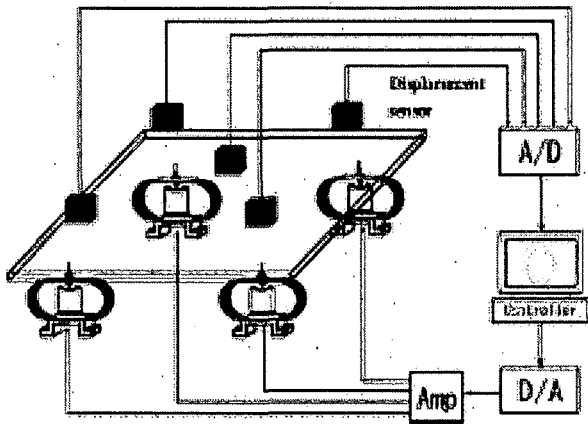 Displacement
sensor
A/D
Controller
Amp
D/A